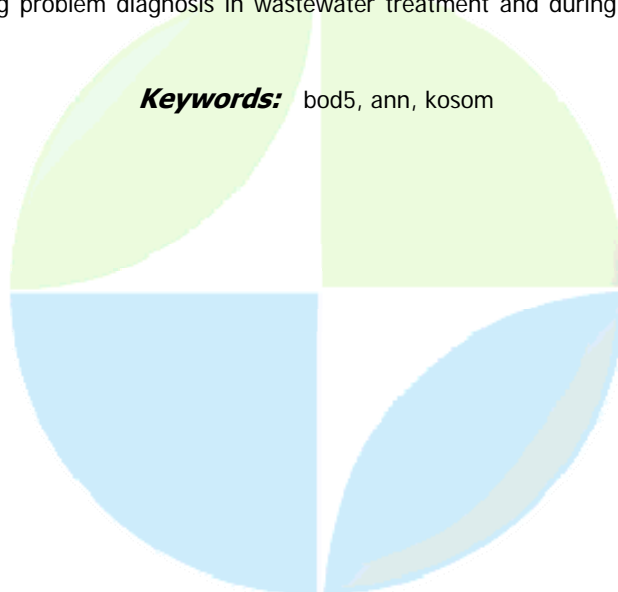 g problem diagnosis in wastewater treatment and during
Keywords: bod5, ann, kosom